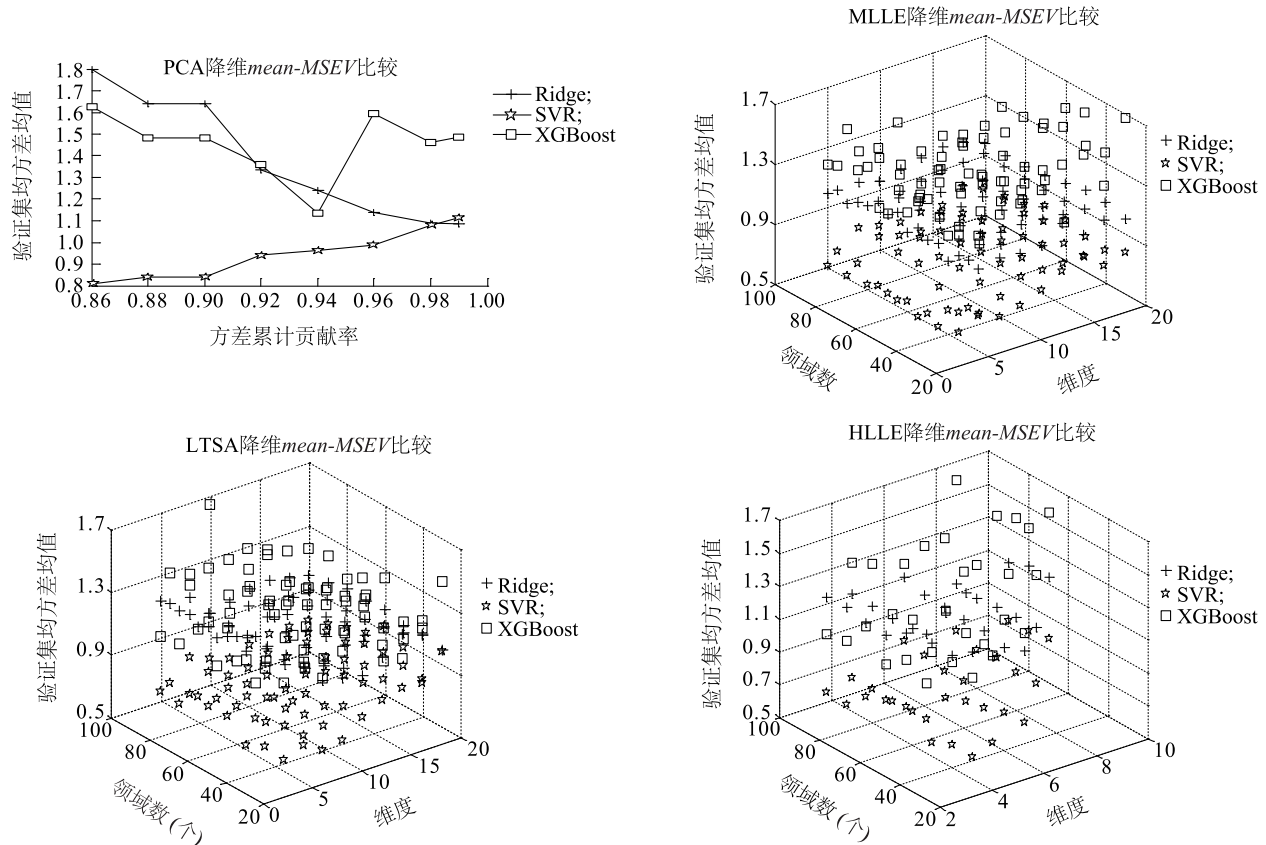 PCA降维mean-MSEV比较
验证集均方差均值
1.8
1.7
1.6
1.5
1.4
1.3
1.2
1.1
1.0
0.9
0.8
0.86 0.88 0.90 0.92 0.94 0.96 0.98 1.00
方差累计贡献率
Ridge;
SVR;
XGBoost
MLLE降维mean-MSEV比较
验证集均方差均值
1.7
1.3
0.9
0.5
100
80
60
40
20
领域数
0
5
10
15
20
维度
Ridge;
SVR;
XGBoost
LTSA降维mean-MSEV比较
验证集均方差均值
1.7
1.3
0.9
0.5
100
80
60
40
20
领域数 (个)
0
5
10
15
20
维度
Ridge;
SVR;
XGBoost
HLLE降维mean-MSEV比较
验证集均方差均值
1.7
1.5
1.3
1.1
0.9
0.7
0.5
100
80
60
40
20
领域数 (个)
2
4
6
8
10
维度
Ridge;
SVR;
XGBoost